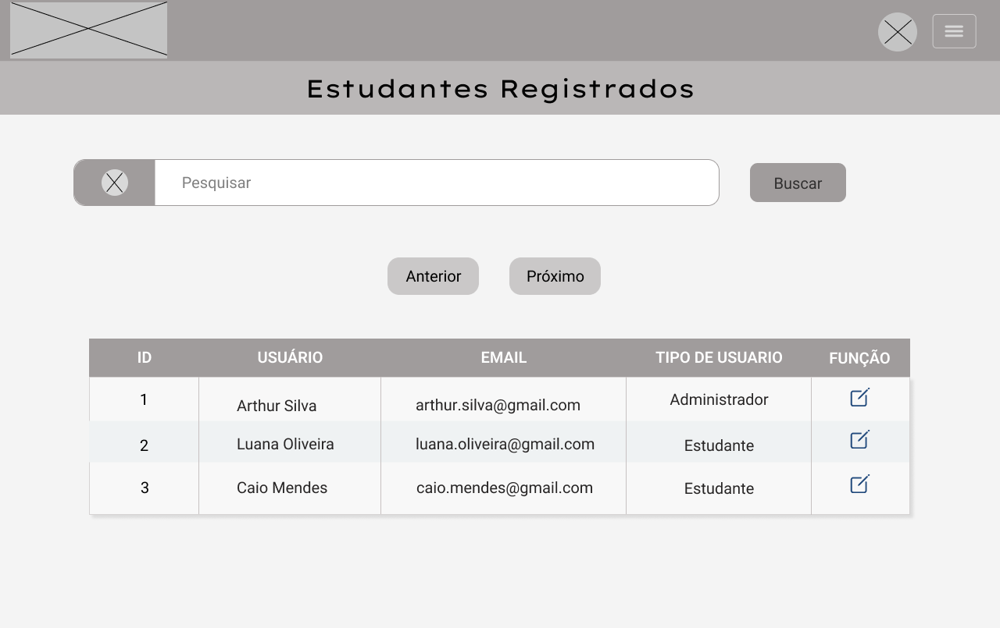 Estudantes Registrados
Pesquisar
Buscar
Anterior Próximo
ID USUÁRIO EMAIL TIPO DE USUARIO FUNÇÃO
1 Arthur Silva arthur.silva@gmail.com Administrador
2 Luana Oliveira luana.oliveira@gmail.com Estudante
3 Caio Mendes caio.mendes@gmail.com Estudante